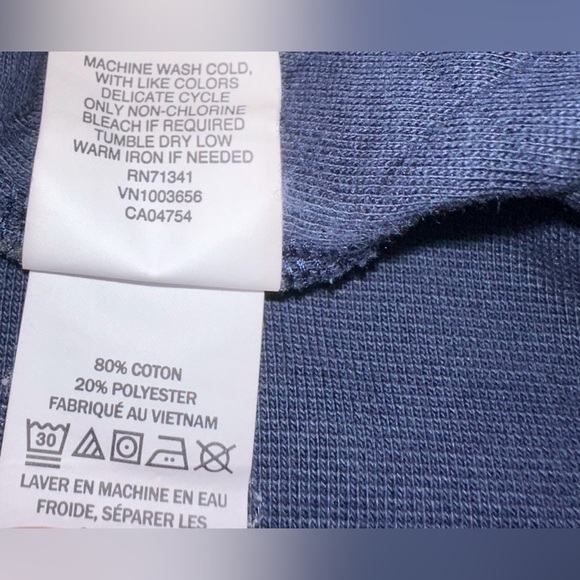 MACHINE WASH COLD,
WITH LIKE COLORS
DELICATE CYCLE
ONLY NON-CHLORINE
BLEACH IF REQUIRED
TUMBLE DRY LOW
WARM IRON IF NEEDED
RN71341
VN1003656
CA04754
80% COTON
20% POLYESTER
FABRIQUÉ AU VIETNAM
30
LAVER EN MACHINE EN EAU
FROIDE, SÉPARER LES